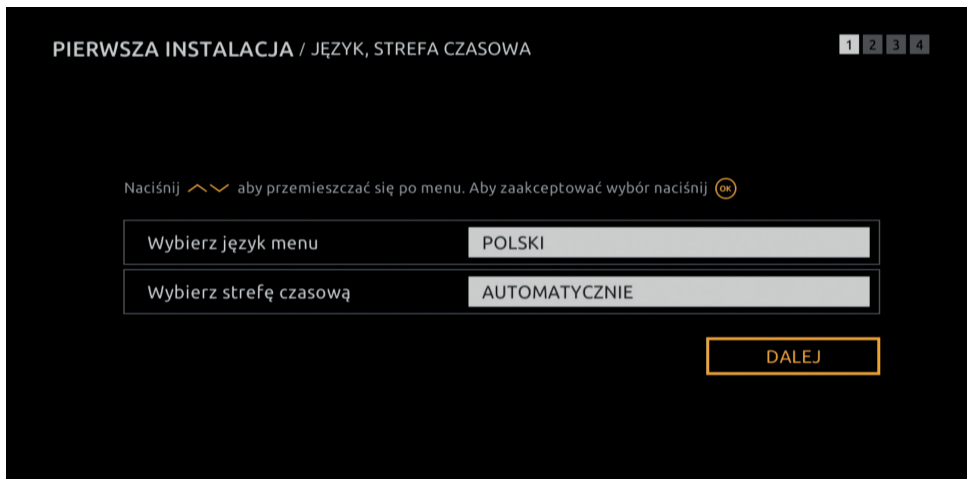 PIERWSZA INSTALACJA / JĘZYK, STREFA CZASOWA
1 2 3 4
Naciśnij aby przemieszczać się po menu. Aby zaakceptować wybór naciśnij OK
Wybierz język menu POLSKI
Wybierz strefę czasową AUTOMATYCZNIE
DALEJ